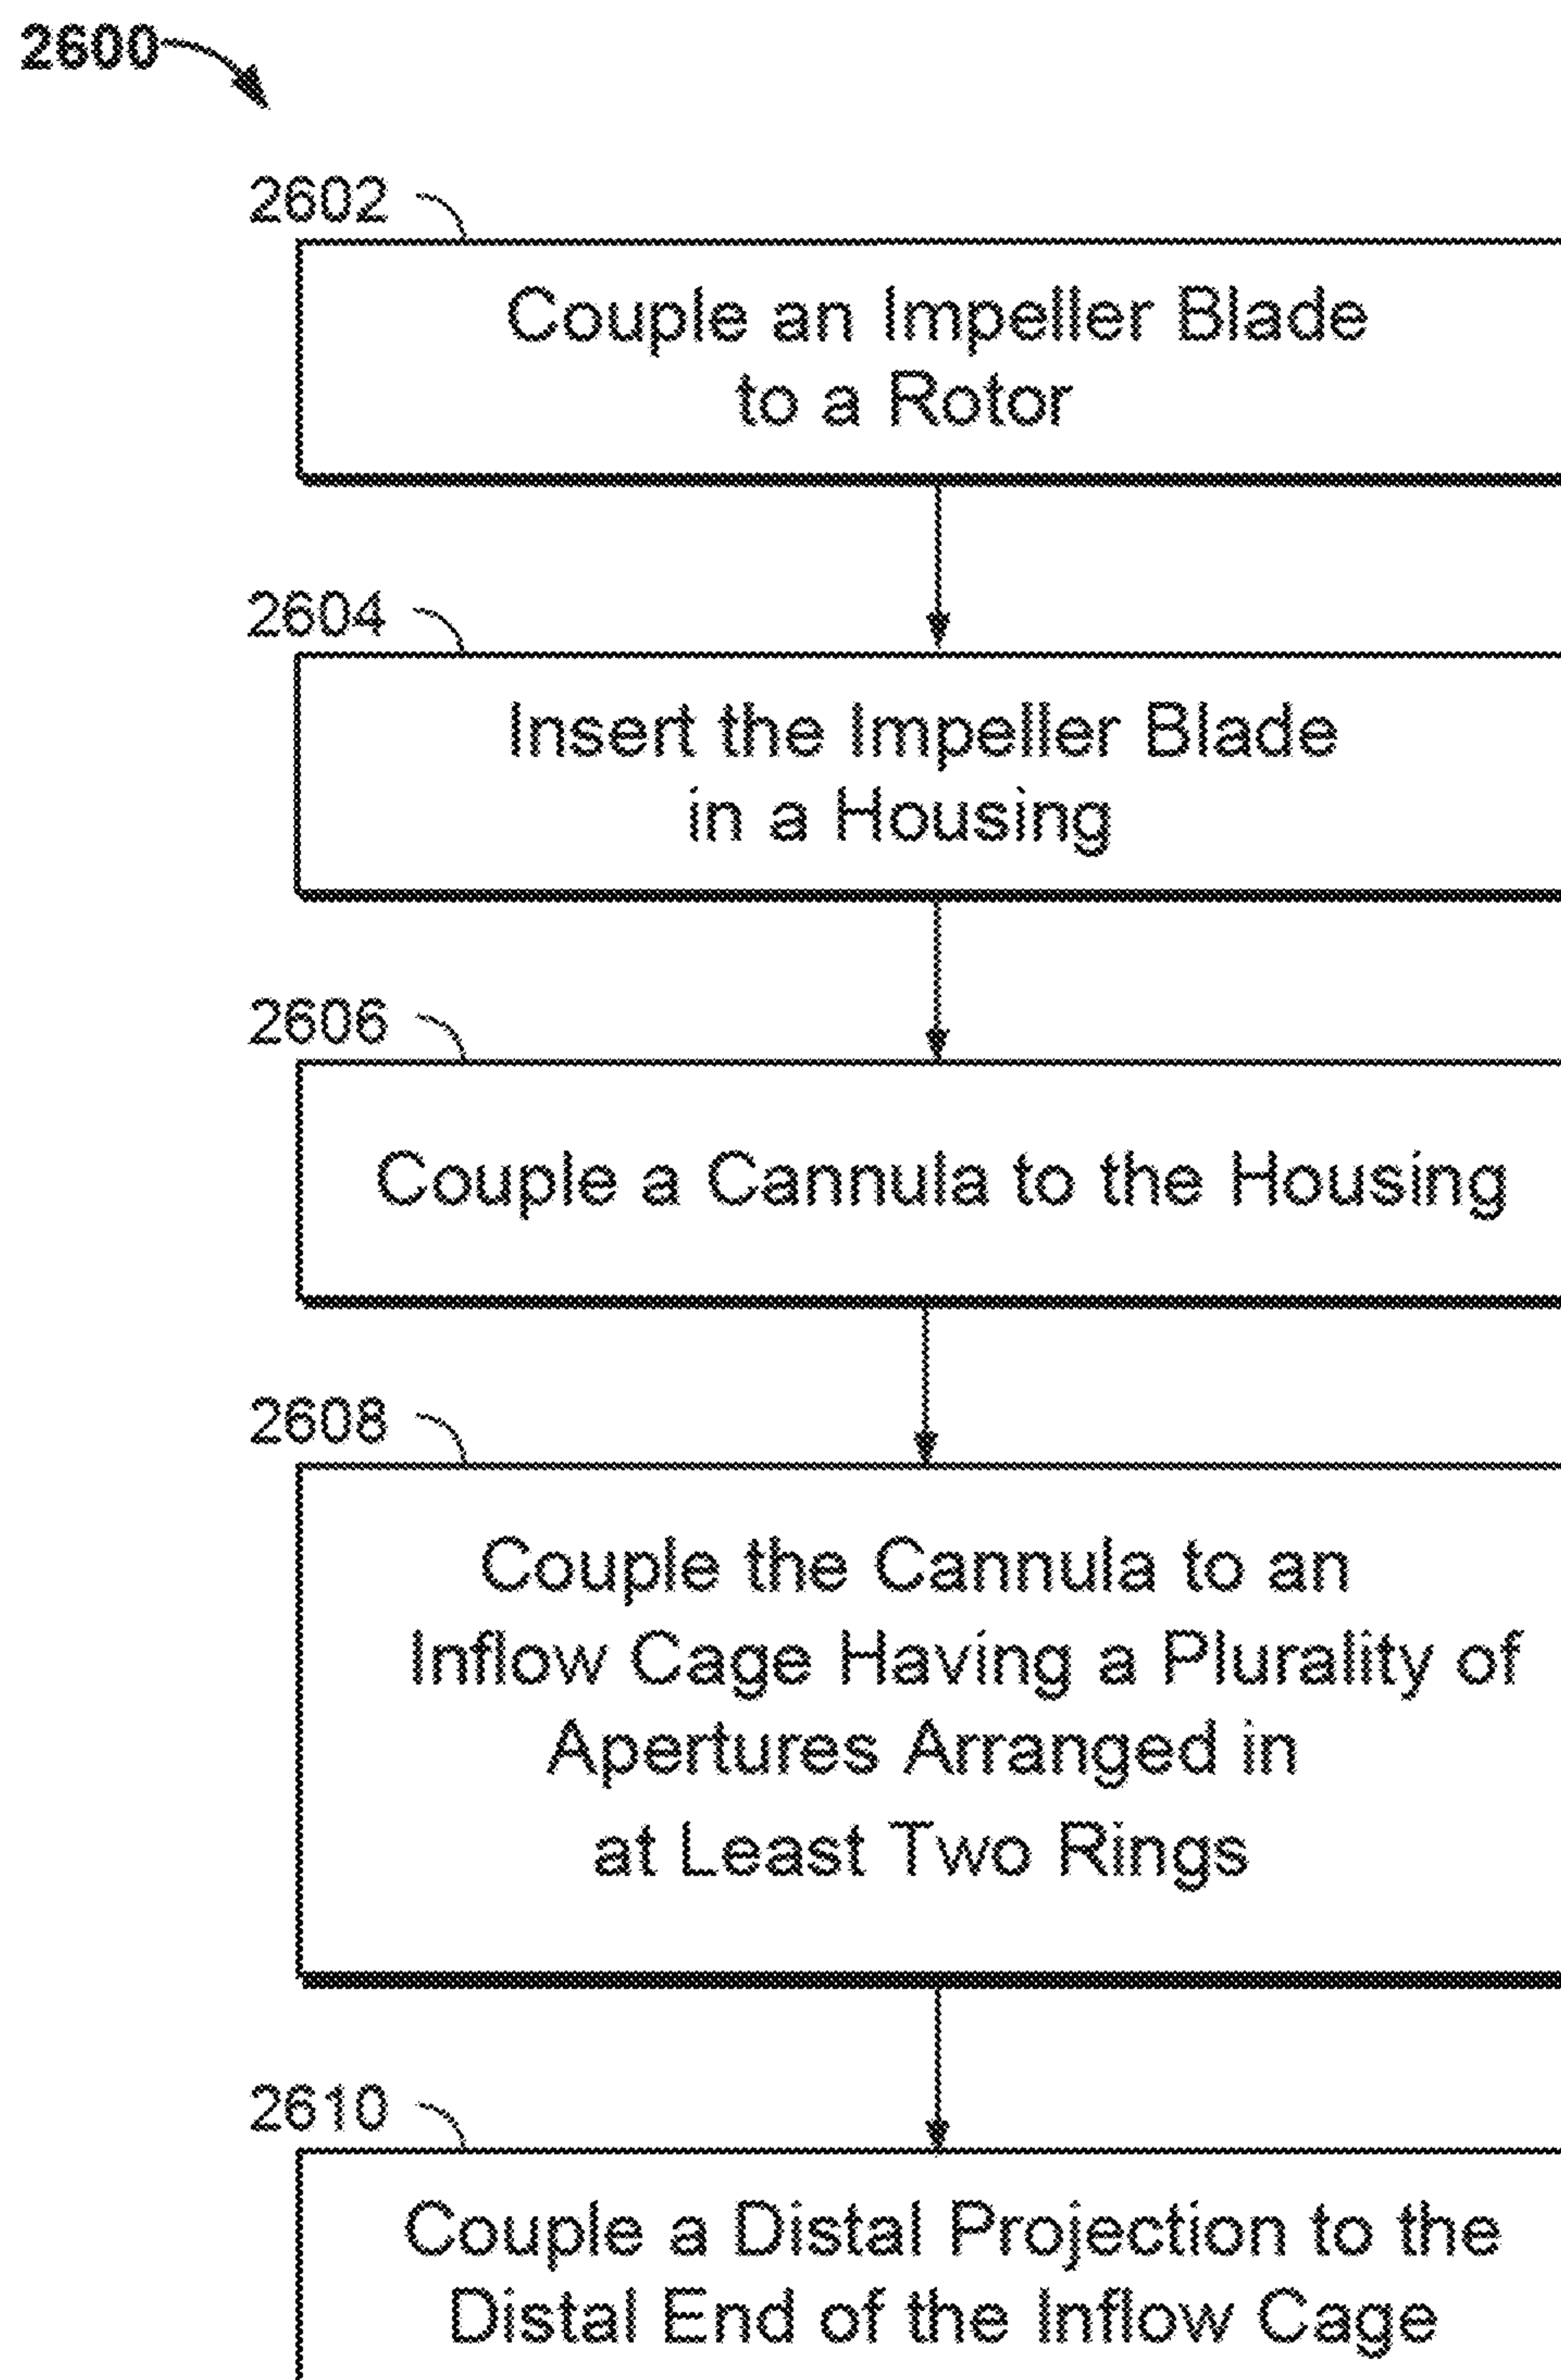 2600
2602
Couple an Impeller Blade
to a Rotor
2604
Insert the Impeller Blade
in a Housing
2606
Couple a Cannula to the Housing
2608
Couple the Cannula to an
Inflow Cage Having a Plurality of
Apertures Arranged in
at Least Two Rings
2610
Couple a Distal Projection to the
Distal End of the Inflow Cage